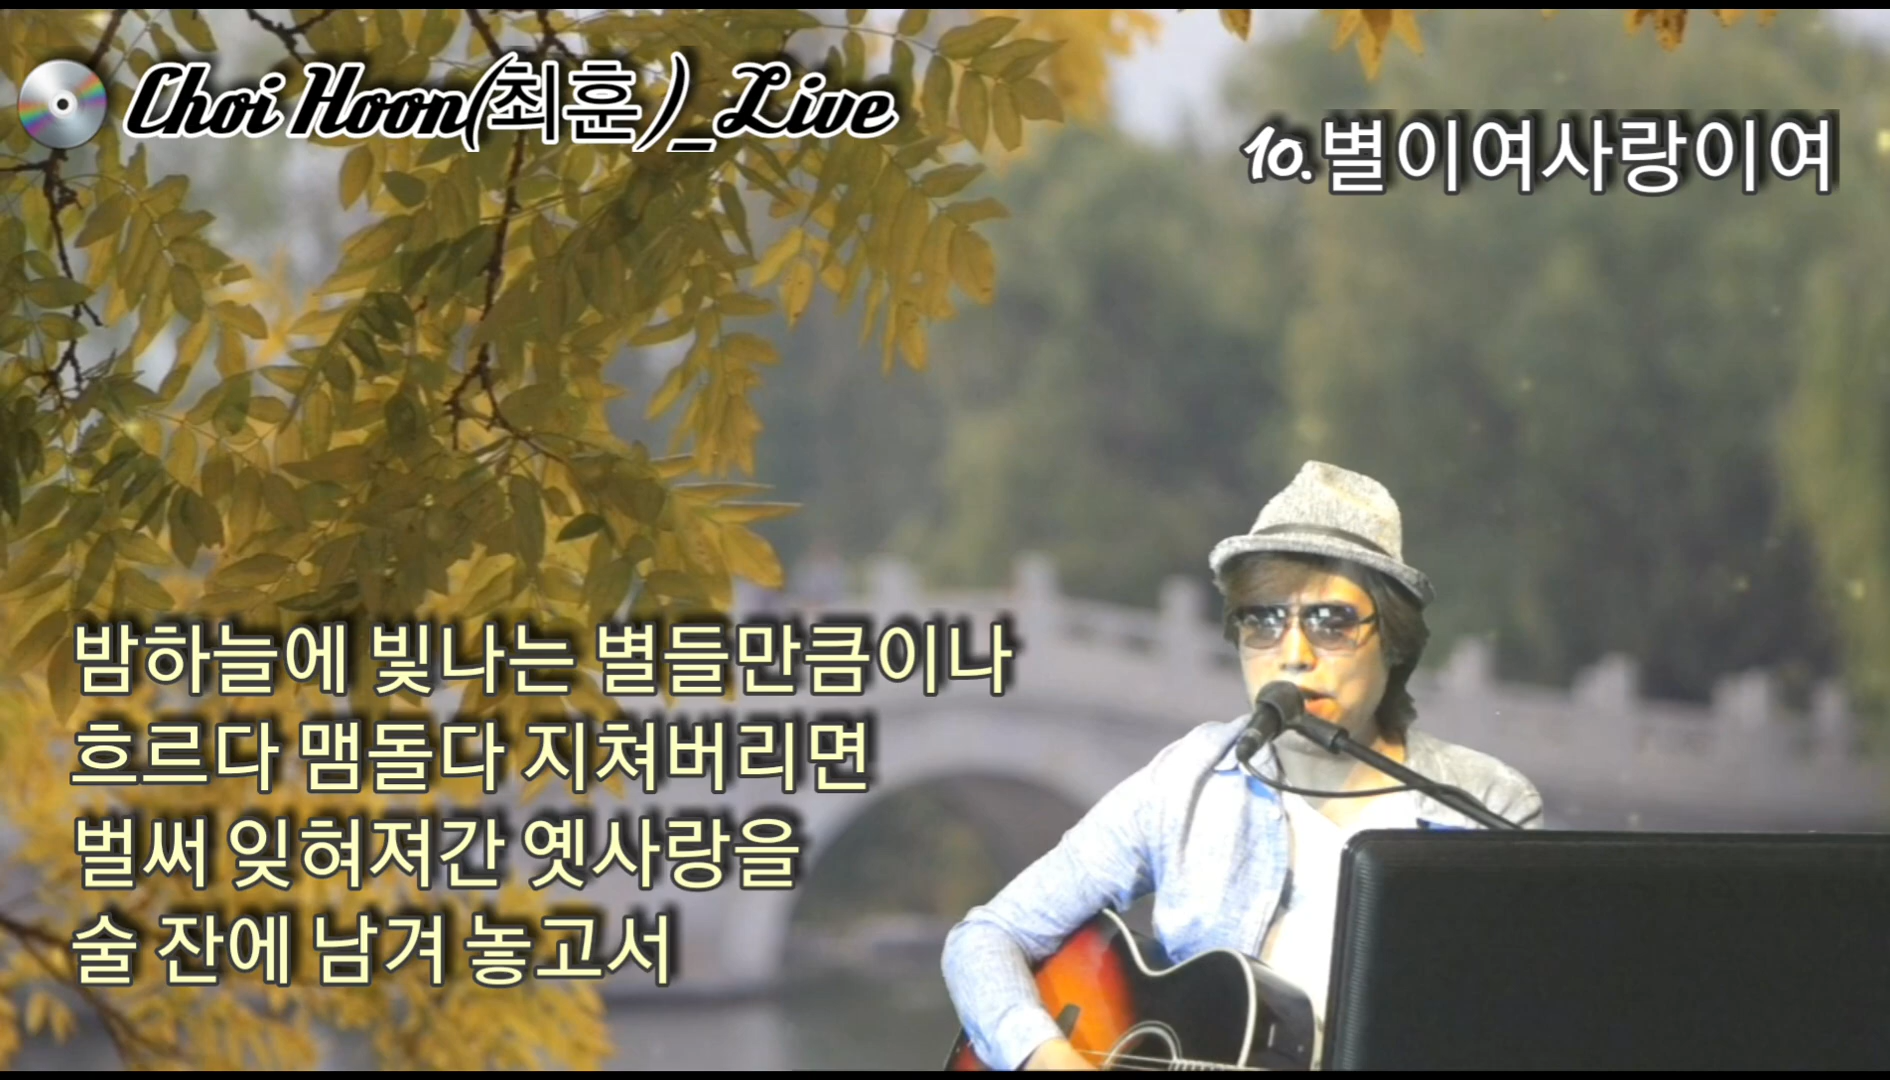 Choi Hoon(최훈)_Live
10.별이여사랑이여
밤하늘에 빛나는 별들만큼이나
흐르다 맴돌다 지쳐버리면
벌써 잊혀져간 옛사랑을
술 잔에 남겨 놓고서